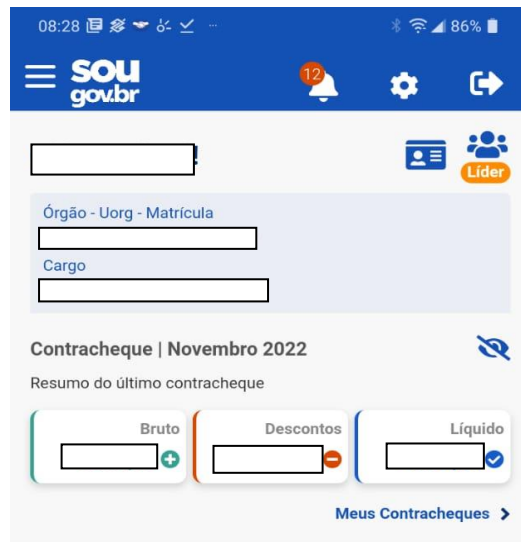 08:28 86%
sou
gov.br
12
!
Líder
Órgão - Uorg - Matrícula
Cargo
Contracheque | Novembro 2022
Resumo do último contracheque
Bruto Descontos Líquido
Meus Contracheques